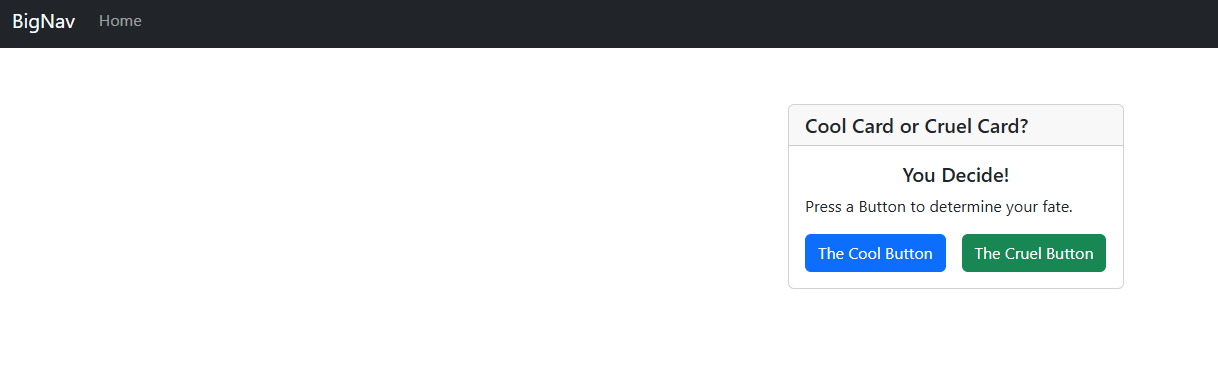 BigNav Home
Cool Card or Cruel Card?
You Decide!
Press a Button to determine your fate.
The Cool Button The Cruel Button